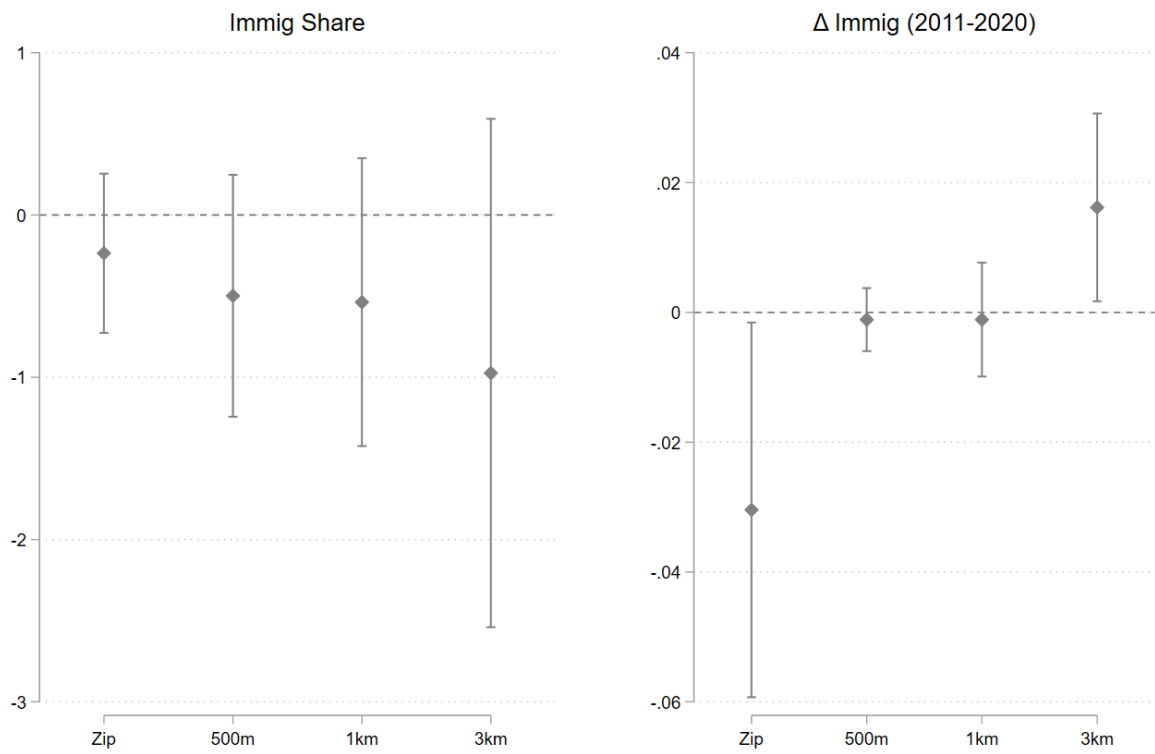 Immig Share
1
0
-1
-2
-3
Zip 500m 1km 3km
Δ Immig (2011-2020)
.04
.02
0
-.02
-.04
-.06
Zip 500m 1km 3km